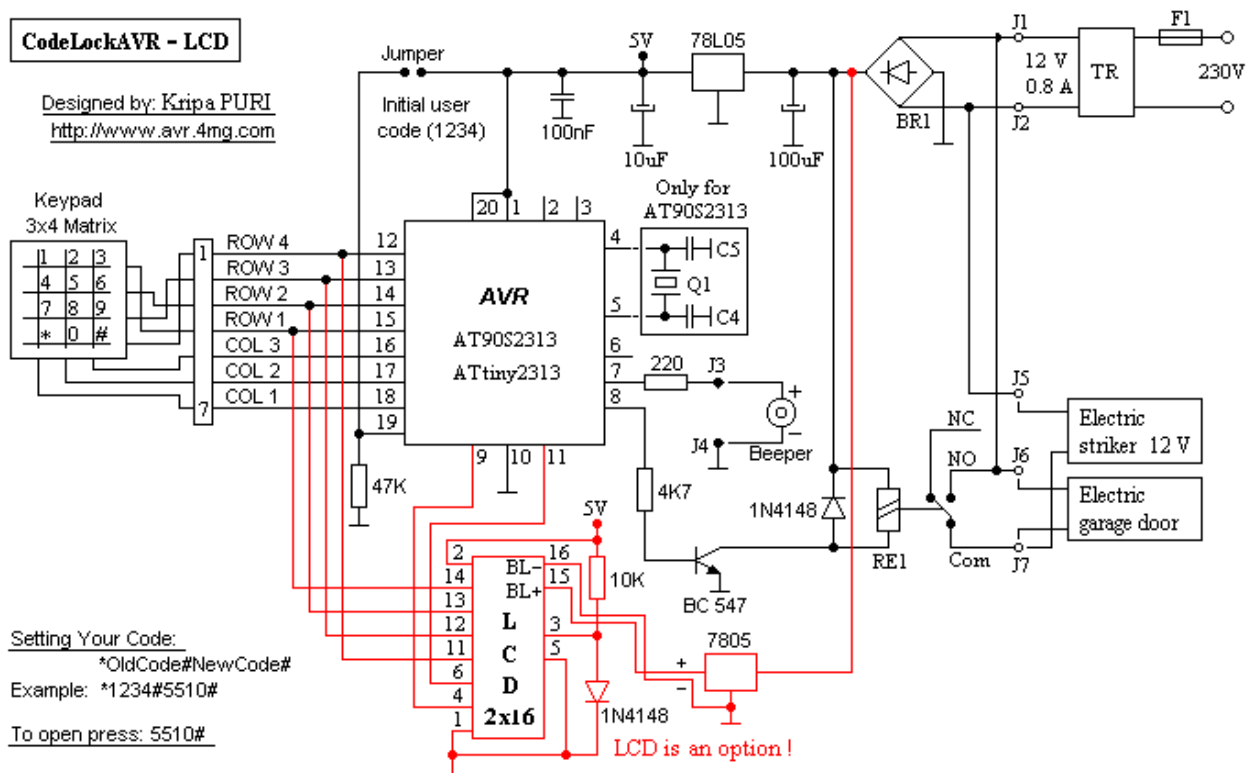 CodeLockAVR - LCD
Designed by: Kripa PURI
http://www.avr.4mg.com
Jumper
Initial user
code (1234)
100nF
5V
10uF
78L05
100uF
BR1
J1
J2
12 V
0.8 A
TR
F1
230V
Keypad
3x4 Matrix
1 2 3
4 5 6
7 8 9
* 0 #
1
7
ROW 4
ROW 3
ROW 2
ROW 1
COL 3
COL 2
COL 1
12
13
14
15
16
17
18
19
20 1 2 3
AVR
AT90S2313
ATtiny2313
4
5
6
7
8
9 10 11
Only for
AT90S2313
C5
Q1
C4
220
J3
J4
+
−
Beeper
47K
4K7
1N4148
BC 547
RE1
NC
NO
Com
J5
J6
J7
Electric
striker 12 V
Electric
garage door
5V
10K
2
14
13
12
11
6
4
1
BL−
BL+
L
C
D
2x16
16
15
3
5
1N4148
7805
+
−
LCD is an option !
Setting Your Code:
*OldCode#NewCode#
Example: *1234#5510#
To open press: 5510#